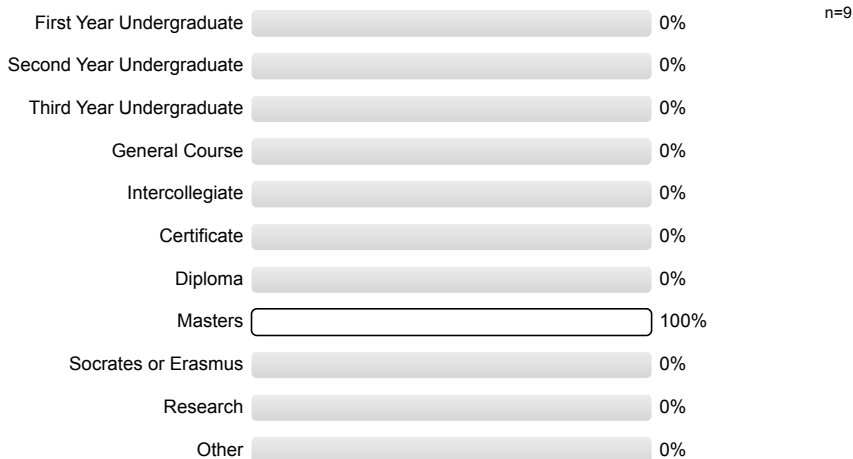 First Year Undergraduate 0% n=9
Second Year Undergraduate 0%
Third Year Undergraduate 0%
General Course 0%
Intercollegiate 0%
Certificate 0%
Diploma 0%
Masters 100%
Socrates or Erasmus 0%
Research 0%
Other 0%